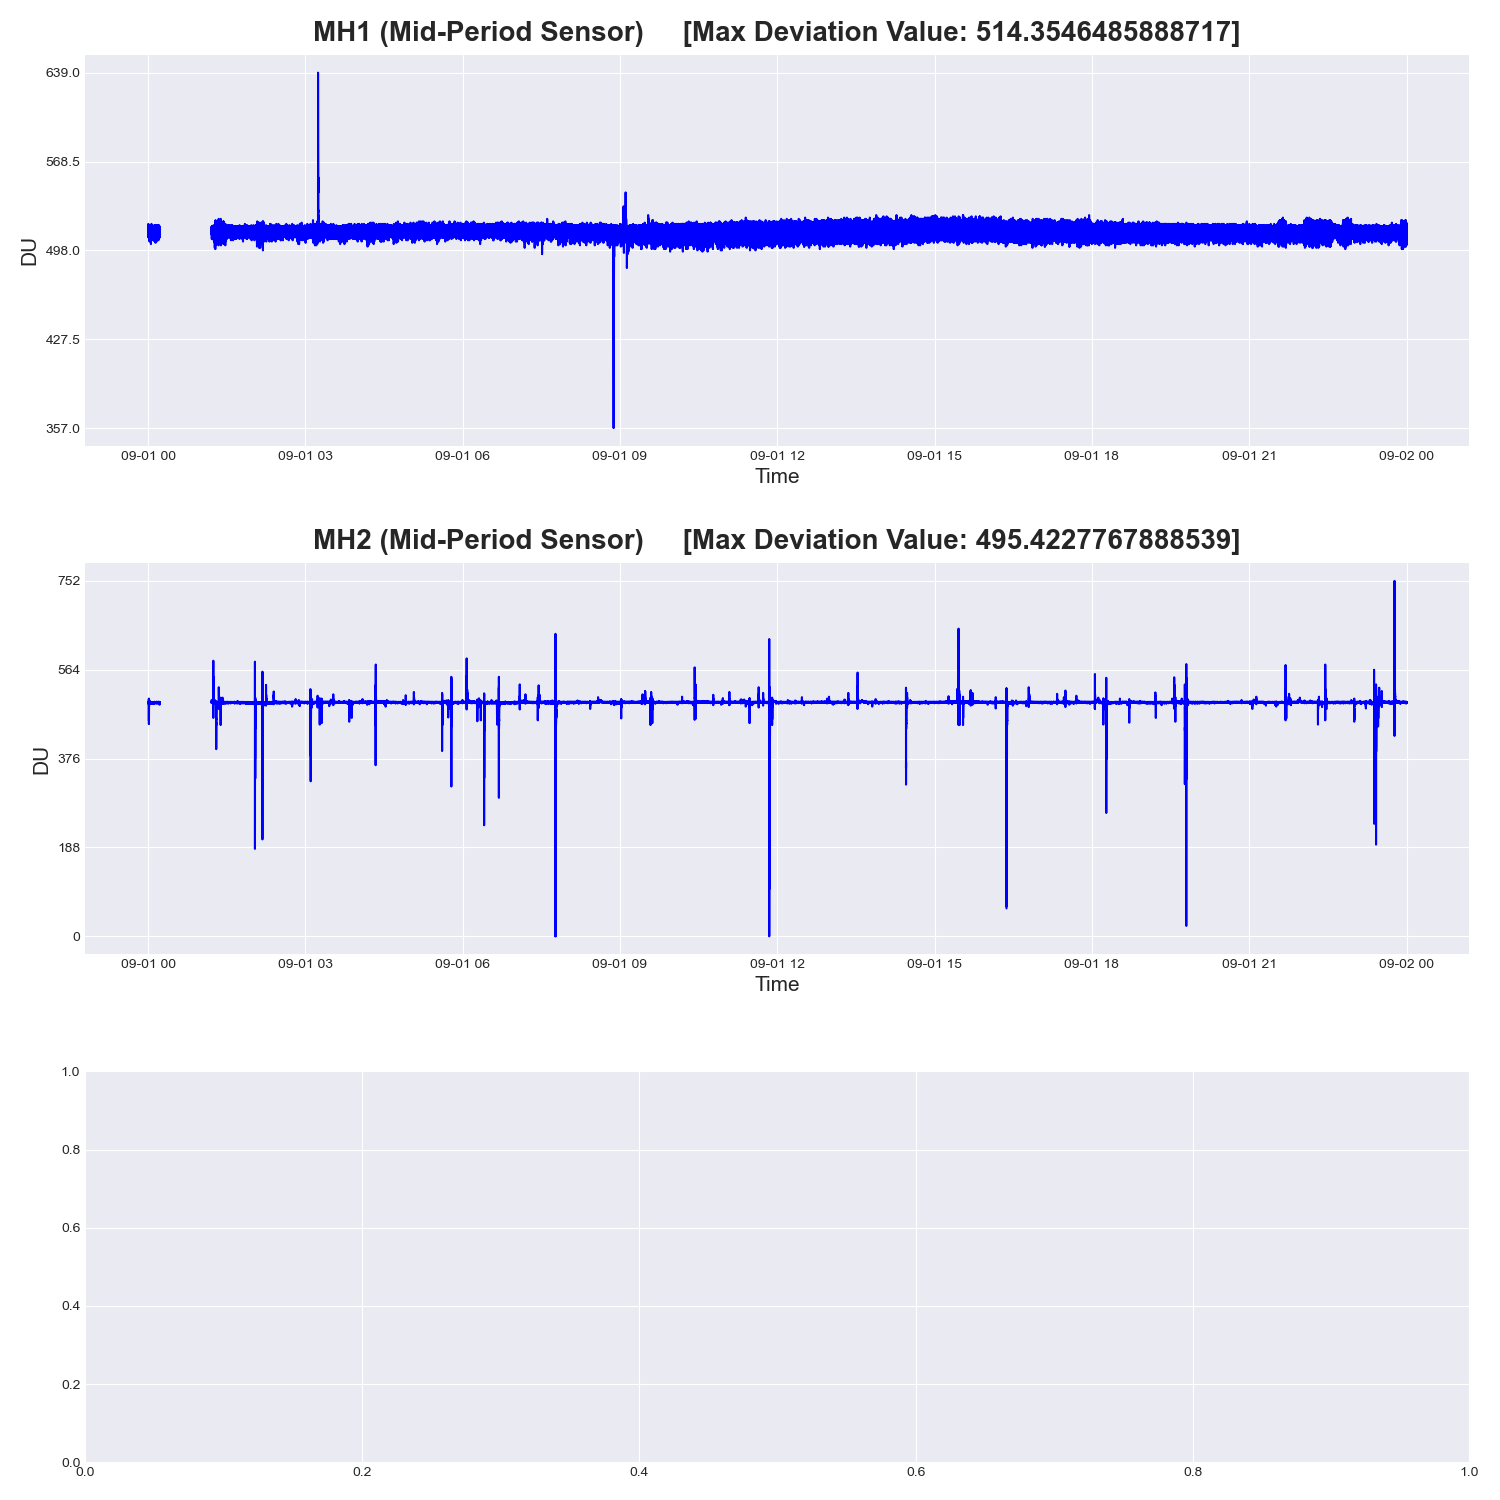 MH1 (Mid-Period Sensor) [Max Deviation Value: 514.3546485888717]
639.0
568.5
498.0
427.5
357.0
DU
09-01 00 09-01 03 09-01 06 09-01 09 09-01 12 09-01 15 09-01 18 09-01 21 09-02 00
Time
MH2 (Mid-Period Sensor) [Max Deviation Value: 495.4227767888539]
752
564
376
188
0
DU
09-01 00 09-01 03 09-01 06 09-01 09 09-01 12 09-01 15 09-01 18 09-01 21 09-02 00
Time
1.0
0.8
0.6
0.4
0.2
0.0
0.0 0.2 0.4 0.6 0.8 1.0